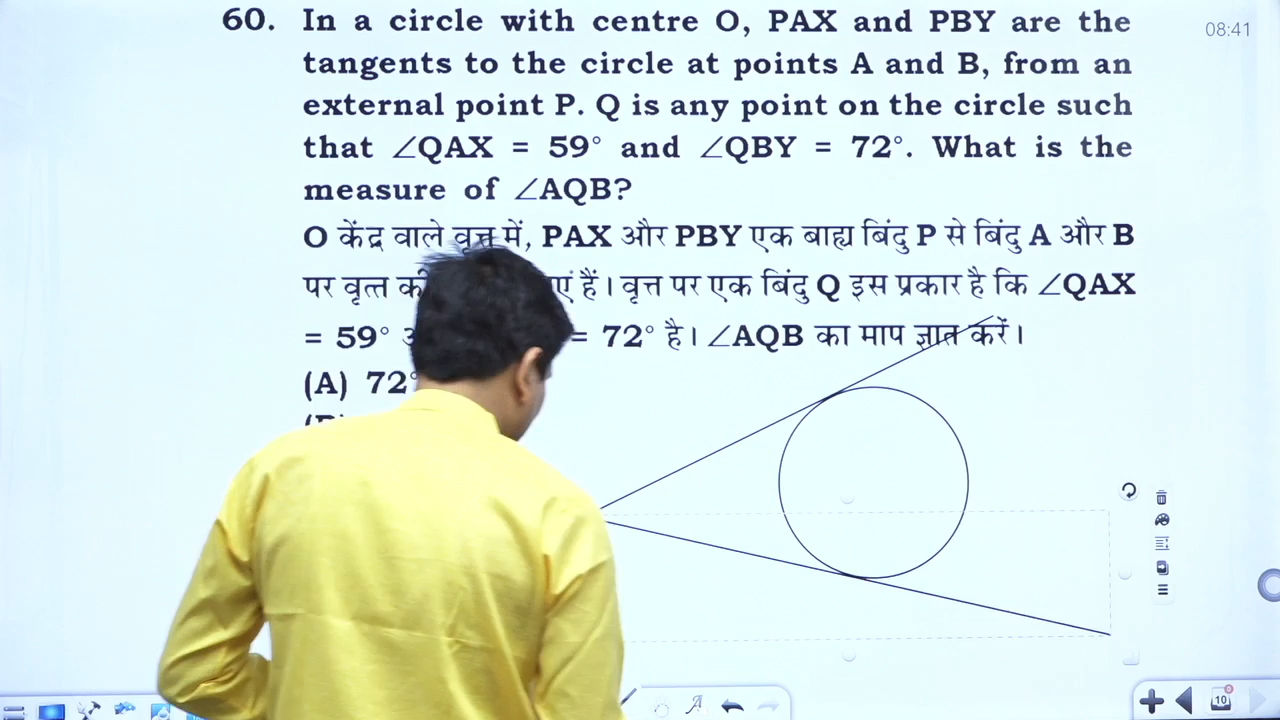 60. In a circle with centre O, PAX and PBY are the
08:41
tangents to the circle at points A and B, from an
external point P. Q is any point on the circle such
that ∠QAX = 59° and ∠QBY = 72°. What is the
measure of ∠AQB?
O केंद्र वाले वृत्त में, PAX और PBY एक बाह्य बिंदु P से बिंदु A और B
पर वृत्त हैं। वृत्त पर एक बिंदु Q इस प्रकार है कि ∠QAX
= 59° = 72° है। ∠AQB का माप ज्ञात करें।
(A) 72°
10